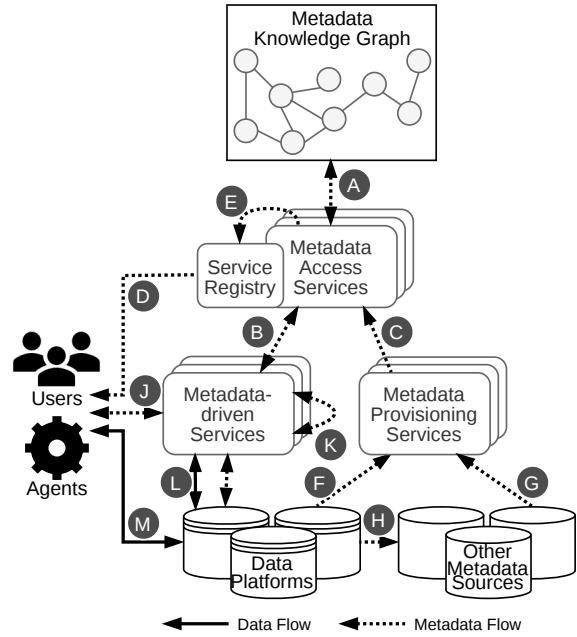 Metadata
Knowledge Graph
A
E
Metadata
Access
Services
Service
Registry
D
B
C
Users
J
Metadata-
driven
Services
K
Metadata
Provisioning
Services
Agents
L
F
G
M
H
Data
Platforms
Other
Metadata
Sources
Data Flow
Metadata Flow